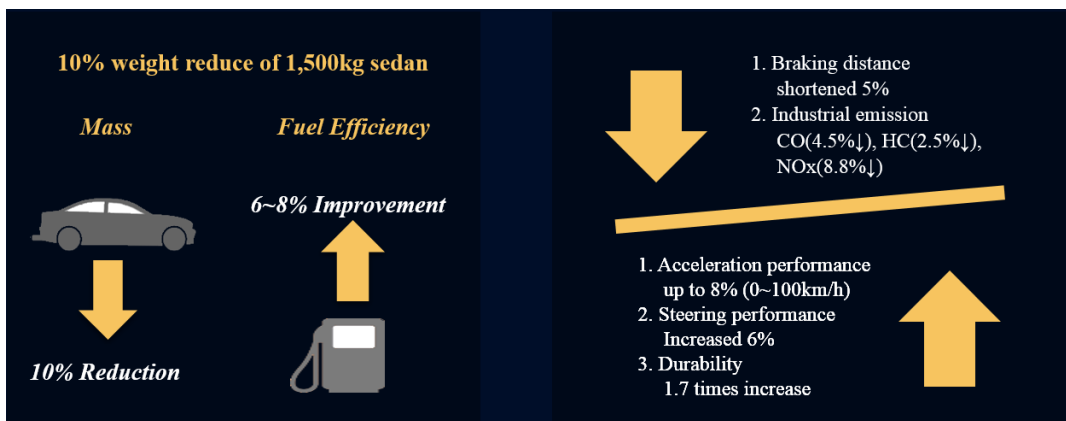 10% weight reduce of 1,500kg sedan
Mass
Fuel Efficiency
6~8% Improvement
10% Reduction
1. Braking distance
shortened 5%
2. Industrial emission
CO(4.5%↓), HC(2.5%↓),
NOx(8.8%↓)
1. Acceleration performance
up to 8% (0~100km/h)
2. Steering performance
Increased 6%
3. Durability
1.7 times increase